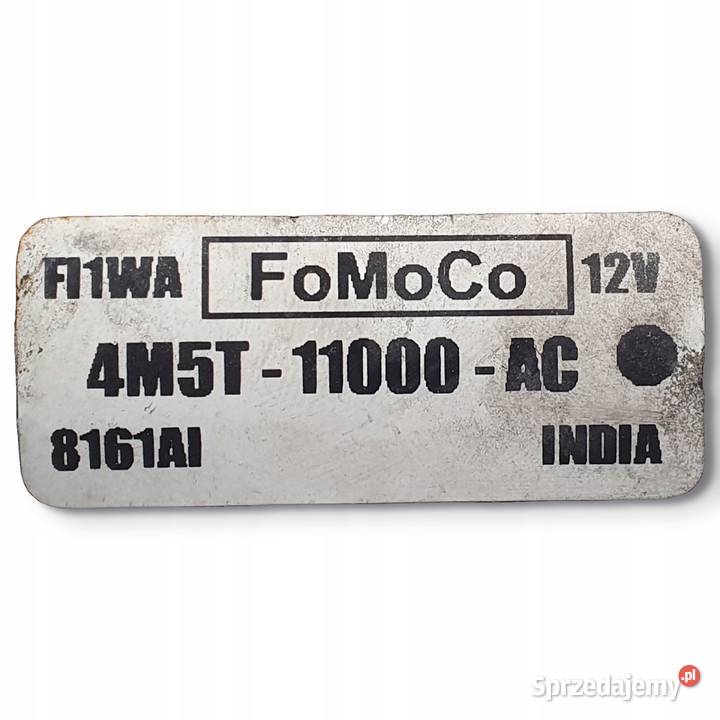 FI1WA FoMoCo 12V
4M5T - 11000 - AC
8161AI INDIA
Sprzedajemy.pl